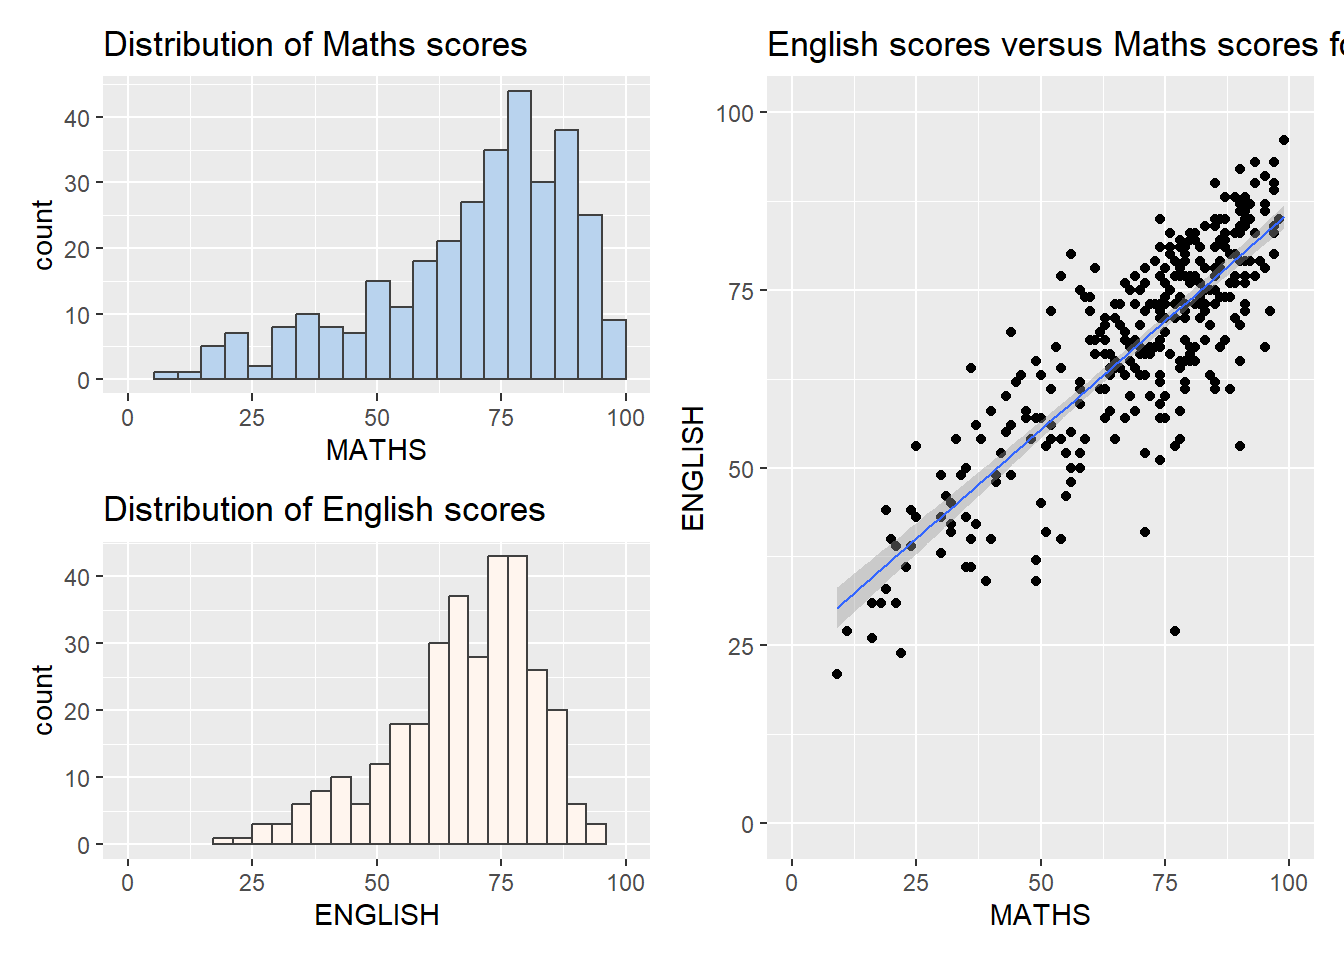 Distribution of Maths scores
40
30
20
10
0
count
0 25 50 75 100
MATHS
Distribution of English scores
40
30
20
10
0
count
0 25 50 75 100
ENGLISH
English scores versus Maths scores
100
75
50
25
0
ENGLISH
0 25 50 75 100
MATHS